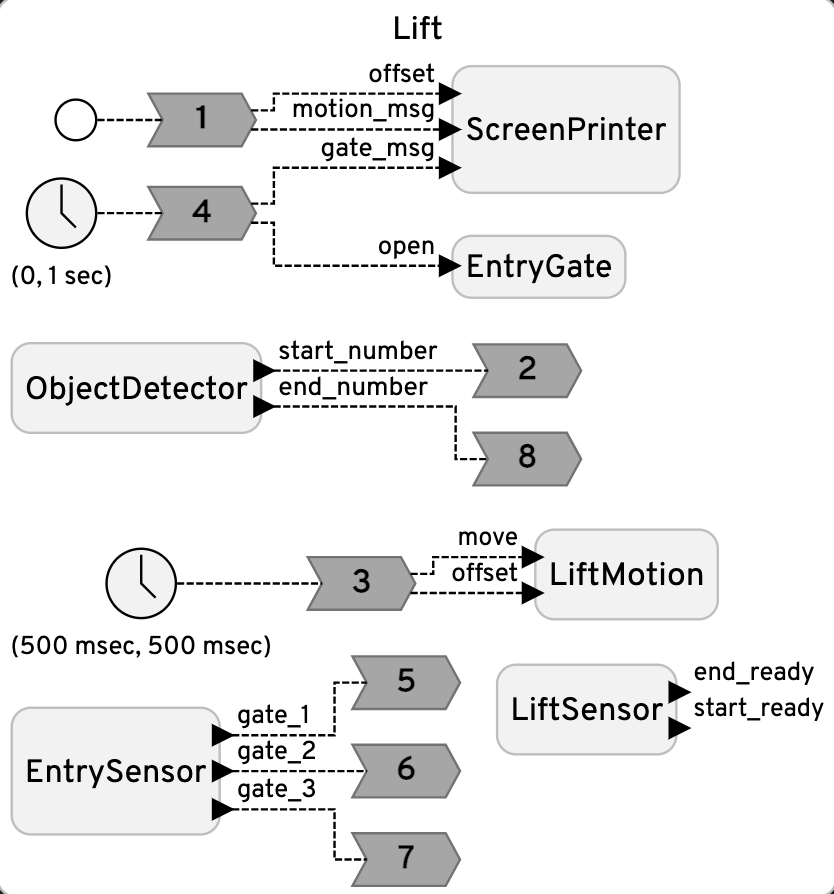 Lift
offset
motion_msg
gate_msg
1
ScreenPrinter
4
(0, 1 sec)
open
EntryGate
ObjectDetector
start_number
end_number
2
8
(500 msec, 500 msec)
3
move
offset
LiftMotion
EntrySensor
gate_1
gate_2
gate_3
5
6
7
LiftSensor
end_ready
start_ready